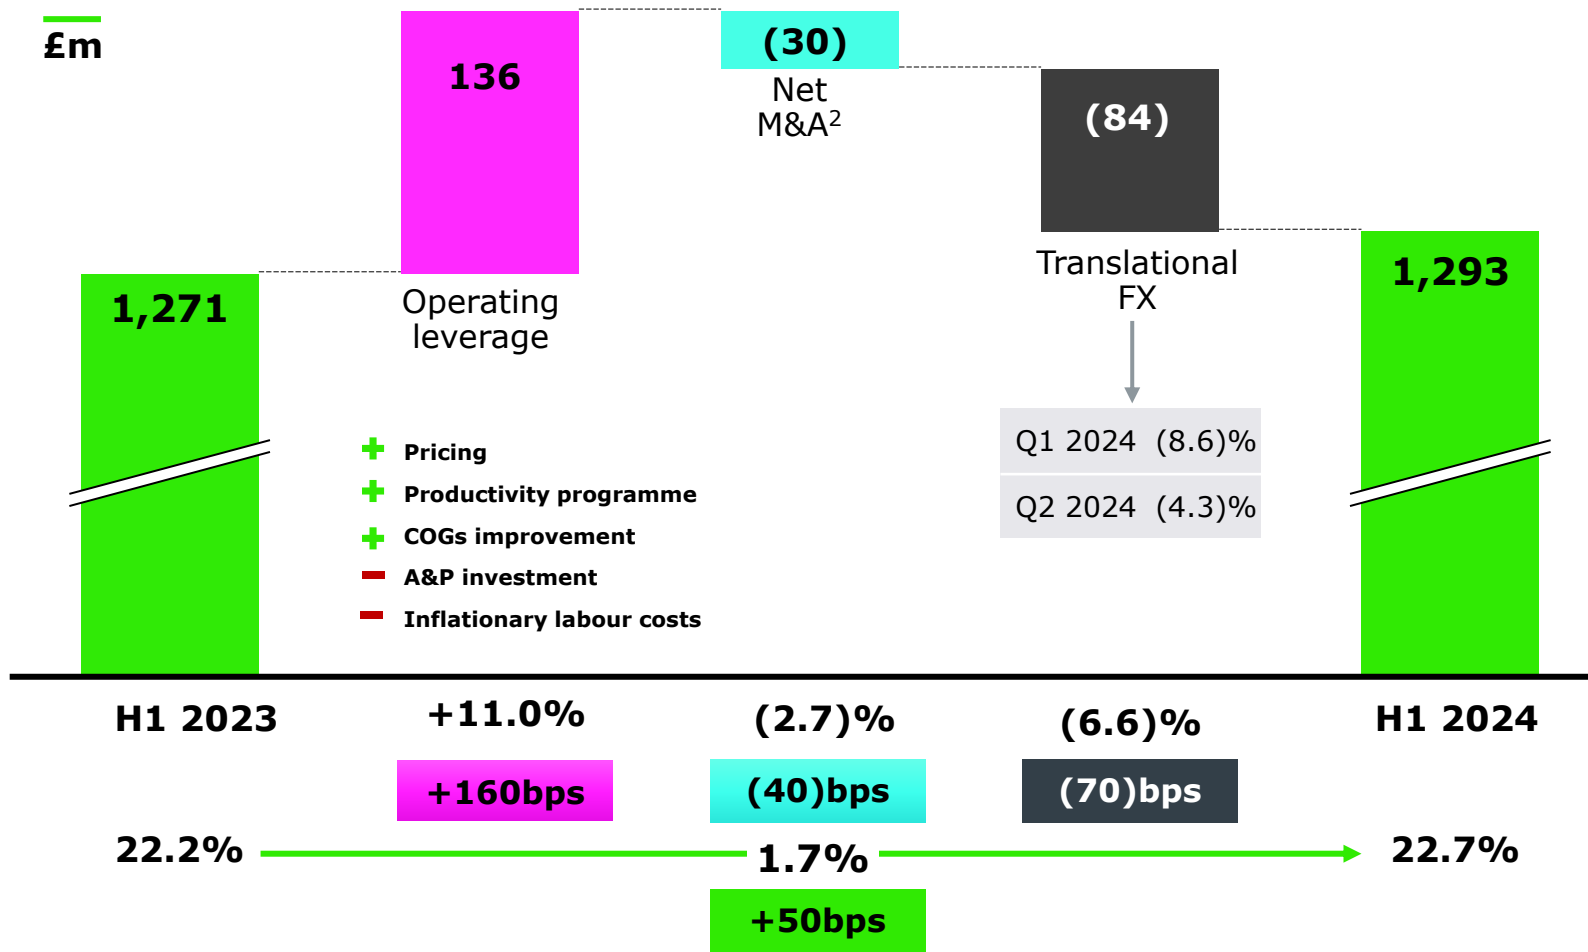 £m
136
(30)
Net
M&A²
(84)
1,271
Operating
leverage
Translational
FX
1,293
Q1 2024 (8.6)%
Q2 2024 (4.3)%
Pricing
Productivity programme
COGs improvement
A&P investment
Inflationary labour costs
H1 2023
+11.0%
(2.7)%
(6.6)%
H1 2024
+160bps
(40)bps
(70)bps
22.2%
1.7%
22.7%
+50bps